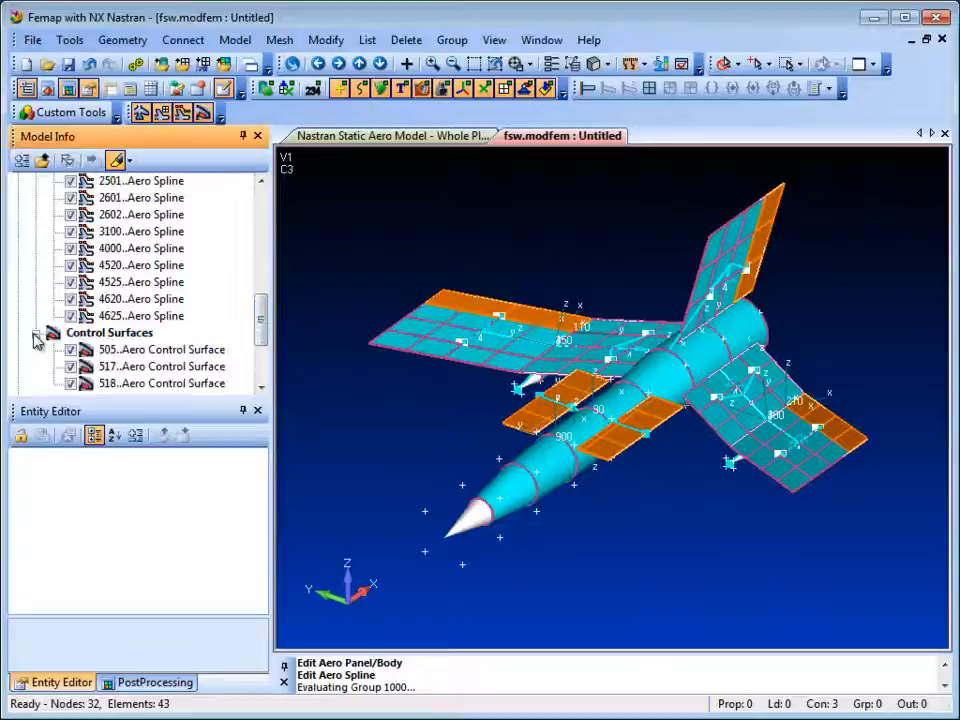 Femap with NX Nastran - [fsw.modfem : Untitled]
File Tools Geometry Connect Model Mesh Modify List Delete Group View Window Help
234
Custom Tools
Model Info
Nastran Static Aero Model - Whole Pl...
fsw.modfem : Untitled
V1
C3
2501..Aero Spline
2601..Aero Spline
2602..Aero Spline
3100..Aero Spline
4000..Aero Spline
4520..Aero Spline
4525..Aero Spline
4620..Aero Spline
4625..Aero Spline
Control Surfaces
505..Aero Control Surface
517..Aero Control Surface
518..Aero Control Surface
Entity Editor
110
90
900
Z
Y
X
Edit Aero Panel/Body
Edit Aero Spline
Evaluating Group 1000...
Entity Editor
PostProcessing
Ready - Nodes: 32, Elements: 43
Prop: 0 Ld: 0 Con: 3 Grp: 0 Out: 0